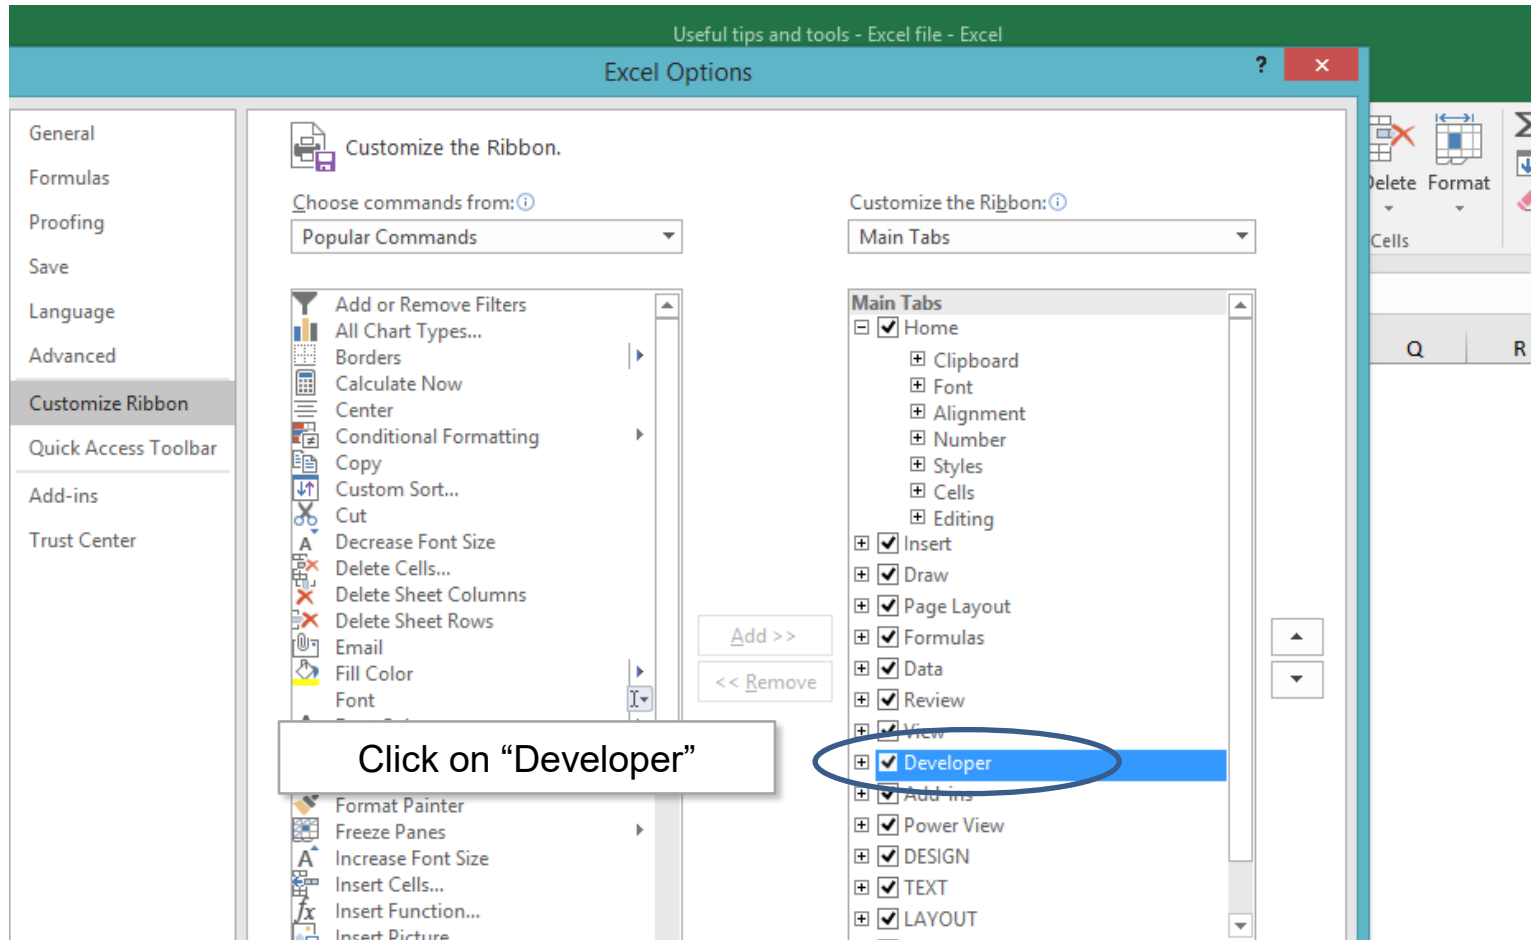 Useful tips and tools - Excel file - Excel
Excel Options
?
General
Formulas
Proofing
Save
Language
Advanced
Customize Ribbon
Quick Access Toolbar
Add-ins
Trust Center
Customize the Ribbon.
Choose commands from:
Popular Commands
Add or Remove Filters
All Chart Types...
Borders
Calculate Now
Center
Conditional Formatting
Copy
Custom Sort...
Cut
Decrease Font Size
Delete Cells...
Delete Sheet Columns
Delete Sheet Rows
Email
Fill Color
Font
Click on “Developer”
Format Painter
Freeze Panes
Increase Font Size
Insert Cells...
Insert Function...
Insert Picture
Add >>
<< Remove
Customize the Ribbon:
Main Tabs
Main Tabs
Home
Clipboard
Font
Alignment
Number
Styles
Cells
Editing
Insert
Draw
Page Layout
Formulas
Data
Review
View
Developer
Add-ins
Power View
DESIGN
TEXT
LAYOUT
Delete Format
Cells
Q R